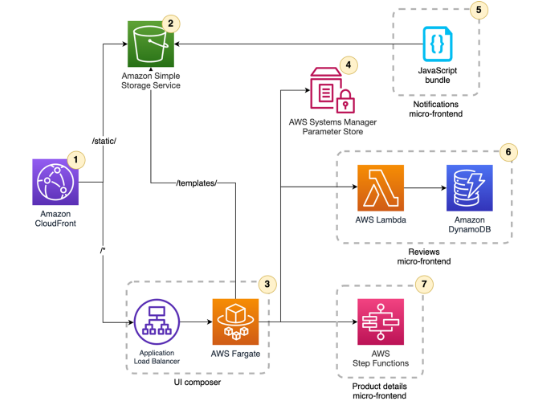 2
5
Amazon Simple
Storage Service
{}
JavaScript
bundle
Notifications
micro-frontend
4
AWS Systems Manager
Parameter Store
/static/
1
Amazon
CloudFront
/templates/
6
AWS Lambda
Amazon
DynamoDB
Reviews
micro-frontend
/*
3
Application
Load Balancer
AWS Fargate
UI composer
7
AWS
Step Functions
Product details
micro-frontend